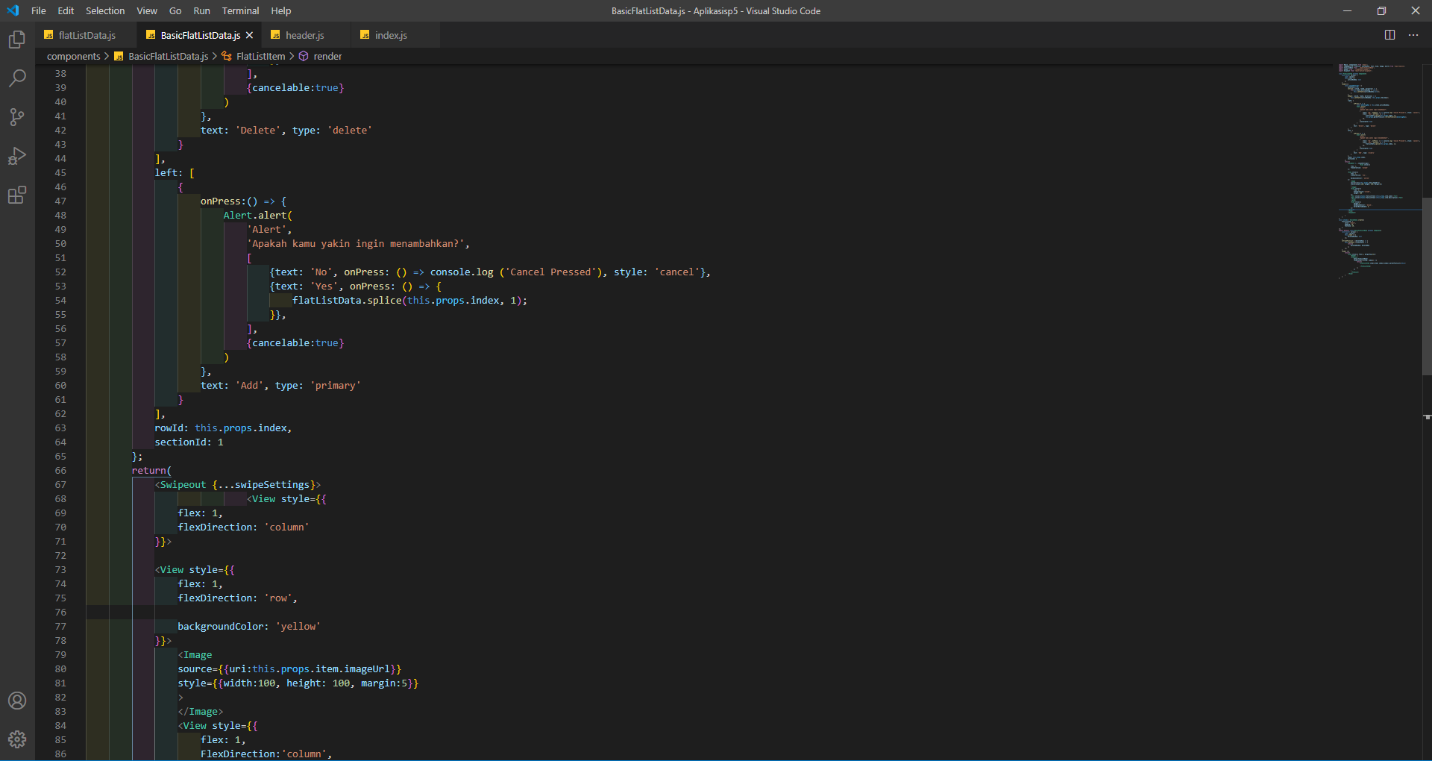 File Edit Selection View Go Run Terminal Help
BasicFlatListData.js - Aplikasisp5 - Visual Studio Code
flatListData.js BasicFlatListData.js header.js index.js
components > BasicFlatListData.js > FlatListItem > render
38 ],
39 {cancelable:true}
40 )
41 },
42 text: 'Delete', type: 'delete'
43 }
44 ],
45 left: [
46 {
47 onPress:() => {
48 Alert.alert(
49 'Alert',
50 'Apakah kamu yakin ingin menambahkan?',
51 [
52 {text: 'No', onPress: () => console.log ('Cancel Pressed'), style: 'cancel'},
53 {text: 'Yes', onPress: () => {
54 flatListData.splice(this.props.index, 1);
55 }},
56 ],
57 {cancelable:true}
58 )
59 },
60 text: 'Add', type: 'primary'
61 }
62 ],
63 rowId: this.props.index,
64 sectionId: 1
65 };
66 return(
67 <Swipeout {...swipeSettings}>
68 <View style={{
69 flex: 1,
70 flexDirection: 'column'
71 }}>
72
73 <View style={{
74 flex: 1,
75 flexDirection: 'row',
76
77 backgroundColor: 'yellow'
78 }}>
79 <Image
80 source={{uri:this.props.item.imageUrl}}
81 style={{width:100, height: 100, margin:5}}
82 >
83 </Image>
84 <View style={{
85 flex: 1,
86 FlexDirection:'column',